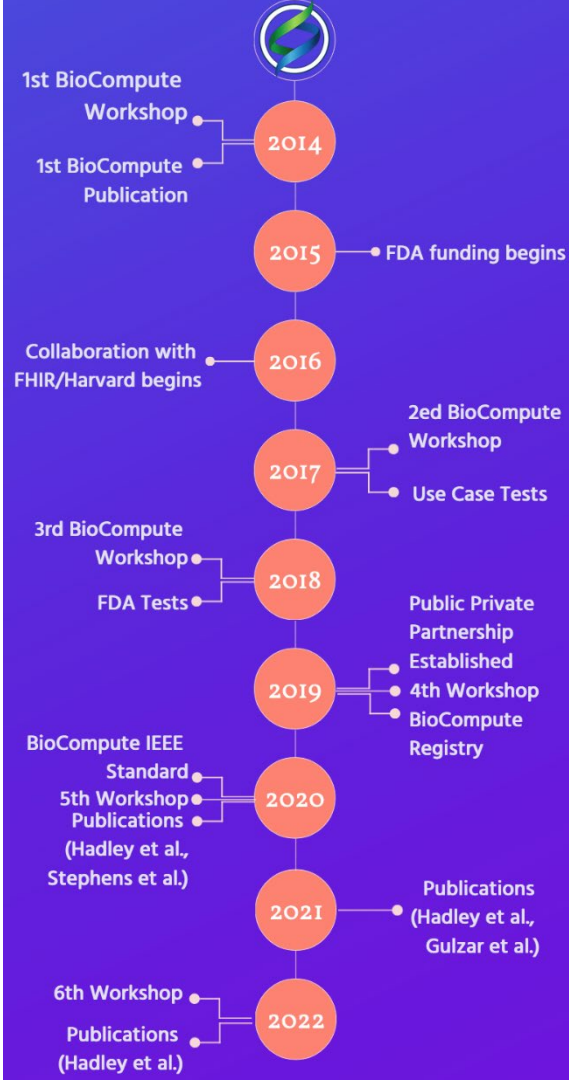 1st BioCompute
Workshop
2014
1st BioCompute
Publication
2015
FDA funding begins
Collaboration with
FHIR/Harvard begins
2016
2ed BioCompute
Workshop
2017
Use Case Tests
3rd BioCompute
Workshop
2018
FDA Tests
Public Private
Partnership
Established
2019
4th Workshop
BioCompute
Registry
BioCompute IEEE
Standard
5th Workshop
2020
Publications
(Hadley et al.,
Stephens et al.)
2021
Publications
(Hadley et al.,
Gulzar et al.)
6th Workshop
2022
Publications
(Hadley et al.)